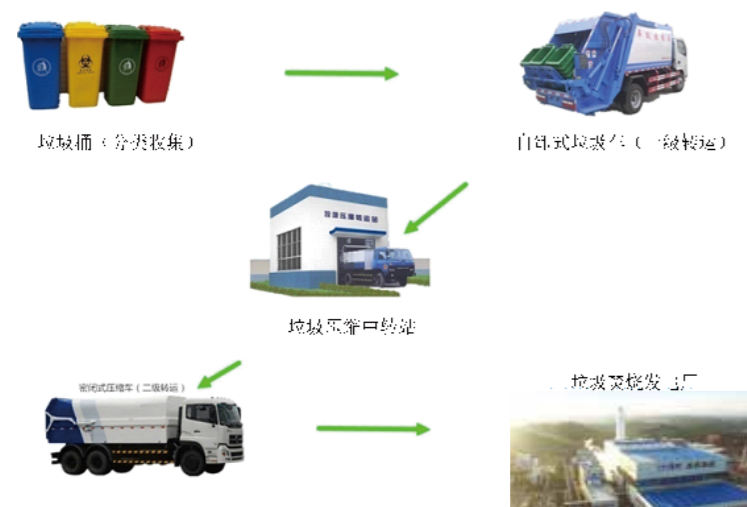 垃圾桶（分类收集）
自卸式垃圾车（一级转运）
垃圾压缩中转站
密闭式压缩车（二级转运）
垃圾焚烧发电厂